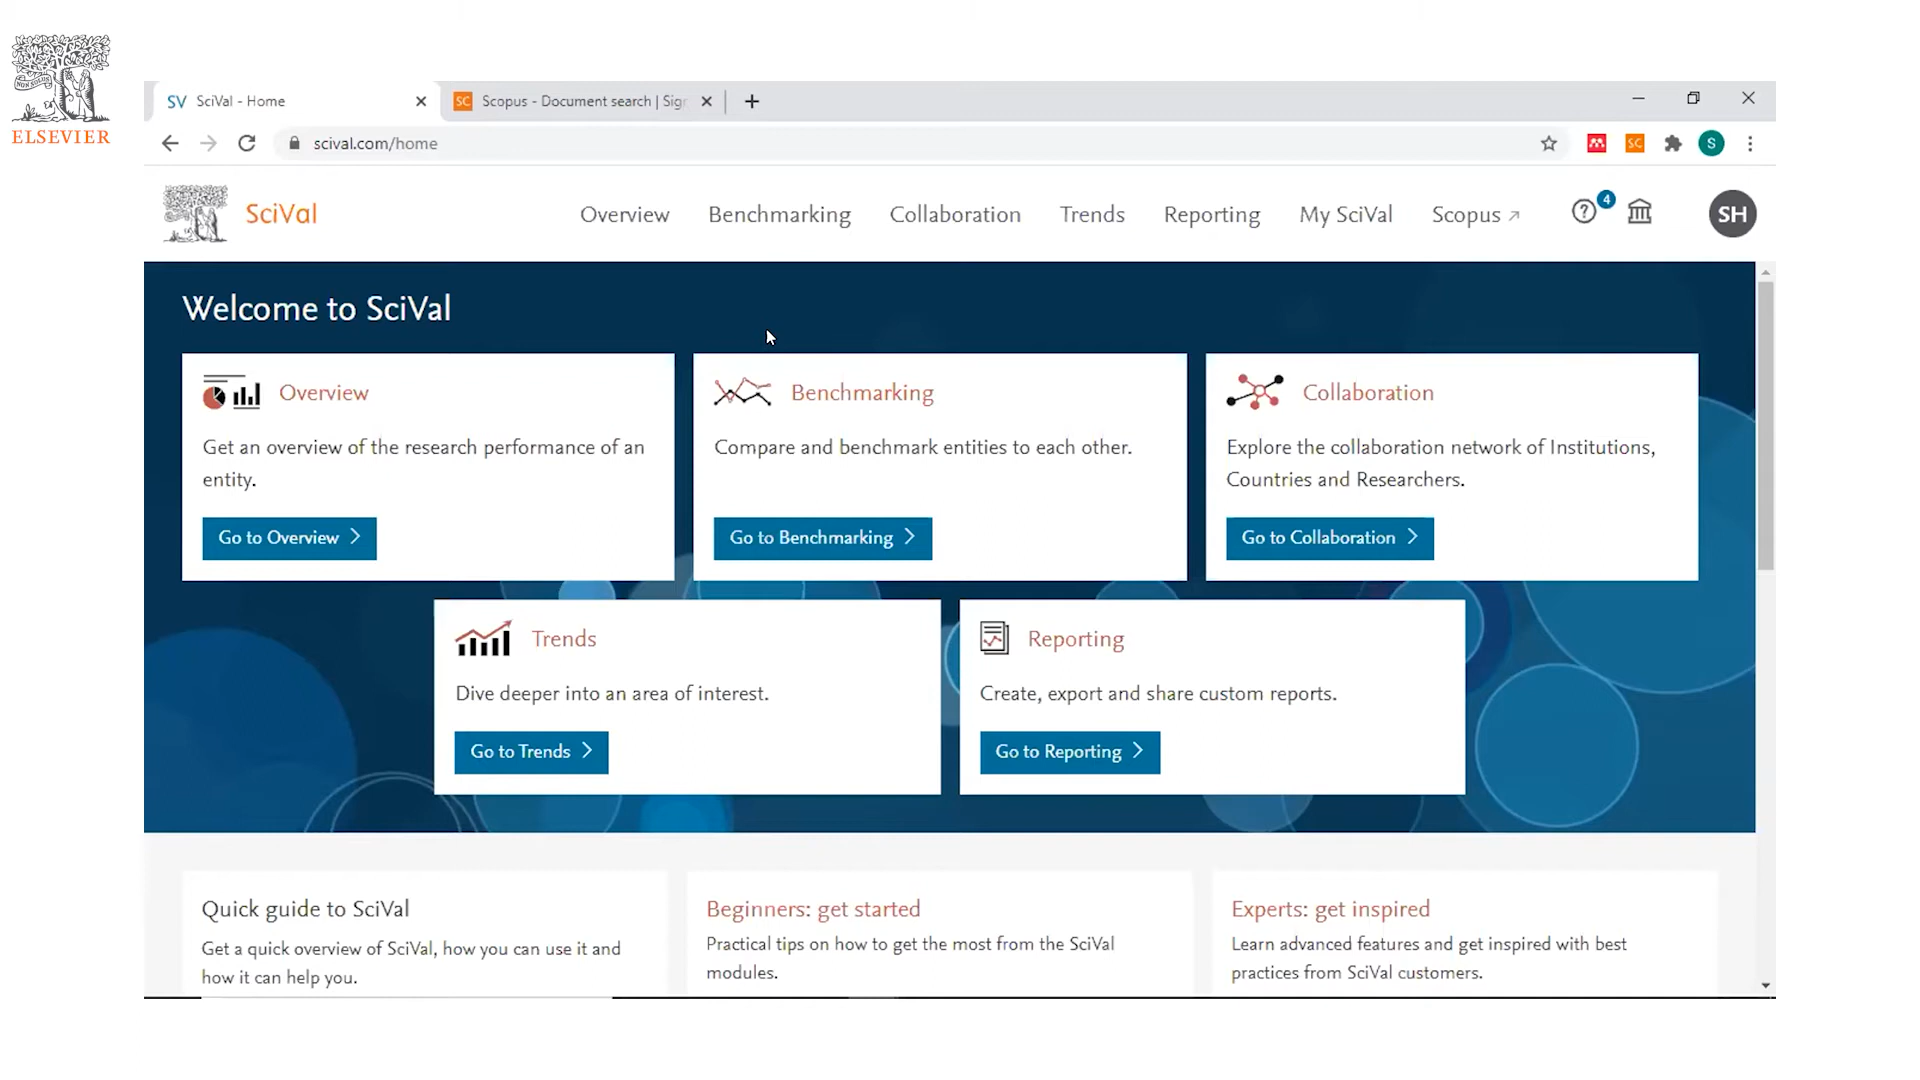 ELSEVIER
SV SciVal - Home
SC Scopus - Document search | Sig
scival.com/home
SC
S
SciVal
Overview Benchmarking Collaboration Trends Reporting My SciVal Scopus ↗ ? 4 SH
Welcome to SciVal
Overview
Get an overview of the research performance of an
entity.
Go to Overview >
Benchmarking
Compare and benchmark entities to each other.
Go to Benchmarking >
Collaboration
Explore the collaboration network of Institutions,
Countries and Researchers.
Go to Collaboration >
Trends
Dive deeper into an area of interest.
Go to Trends >
Reporting
Create, export and share custom reports.
Go to Reporting >
Quick guide to SciVal
Get a quick overview of SciVal, how you can use it and
how it can help you.
Beginners: get started
Practical tips on how to get the most from the SciVal
modules.
Experts: get inspired
Learn advanced features and get inspired with best
practices from SciVal customers.